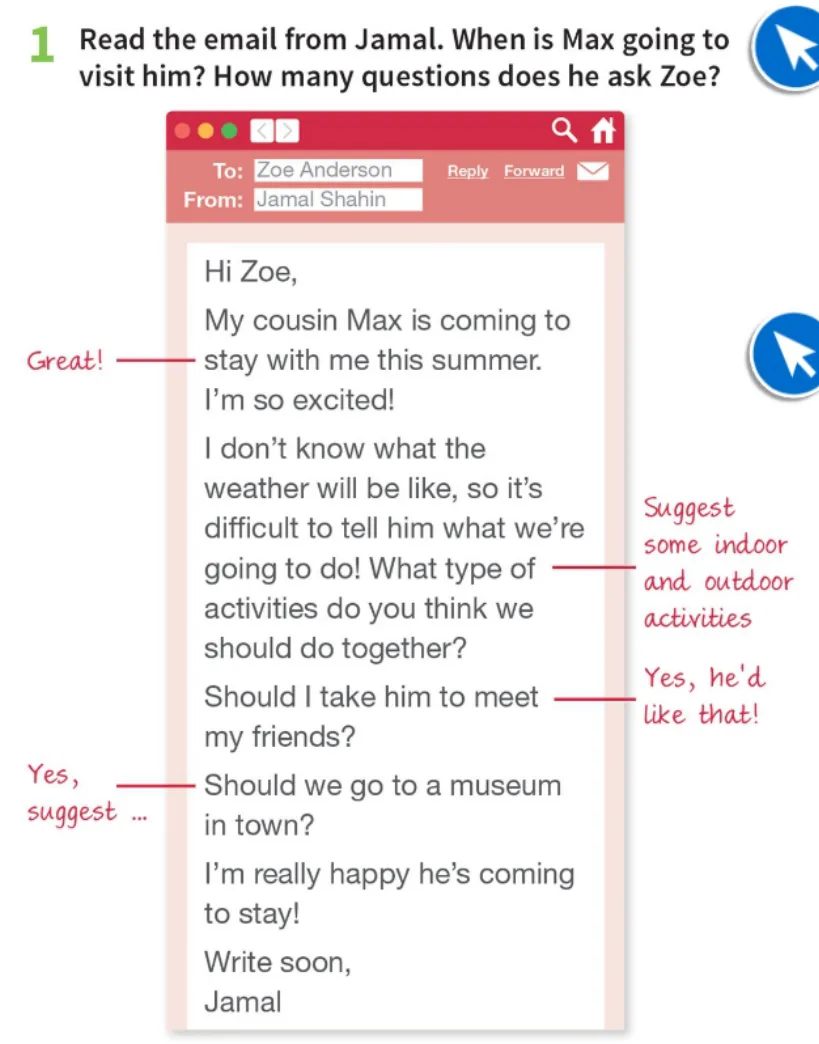 1 Read the email from Jamal. When is Max going to
visit him? How many questions does he ask Zoe?
To: Zoe Anderson
Reply Forward
From: Jamal Shahin
Hi Zoe,
My cousin Max is coming to
Great!
stay with me this summer.
I'm so excited!
I don't know what the
weather will be like, so it's
difficult to tell him what we're
going to do! What type of
activities do you think we
should do together?
Suggest
some indoor
and outdoor
activities
Should I take him to meet
my friends?
Yes, he'd
like that!
Yes,
suggest ...
Should we go to a museum
in town?
I'm really happy he's coming
to stay!
Write soon,
Jamal